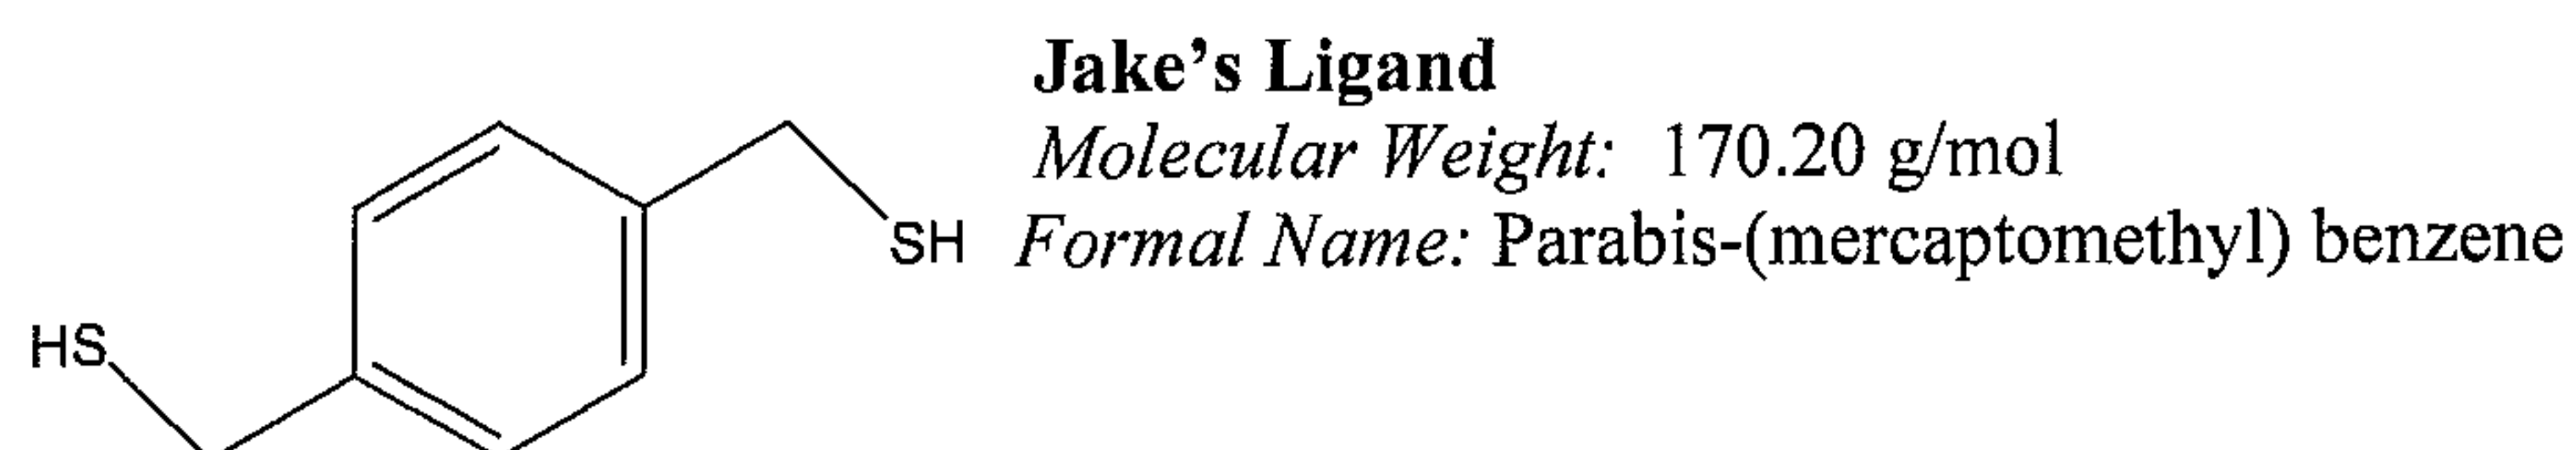 Jake's Ligand
Molecular Weight: 170.20 g/mol
SH
Formal Name: Parabis-(mercaptomethyl) benzene
HS